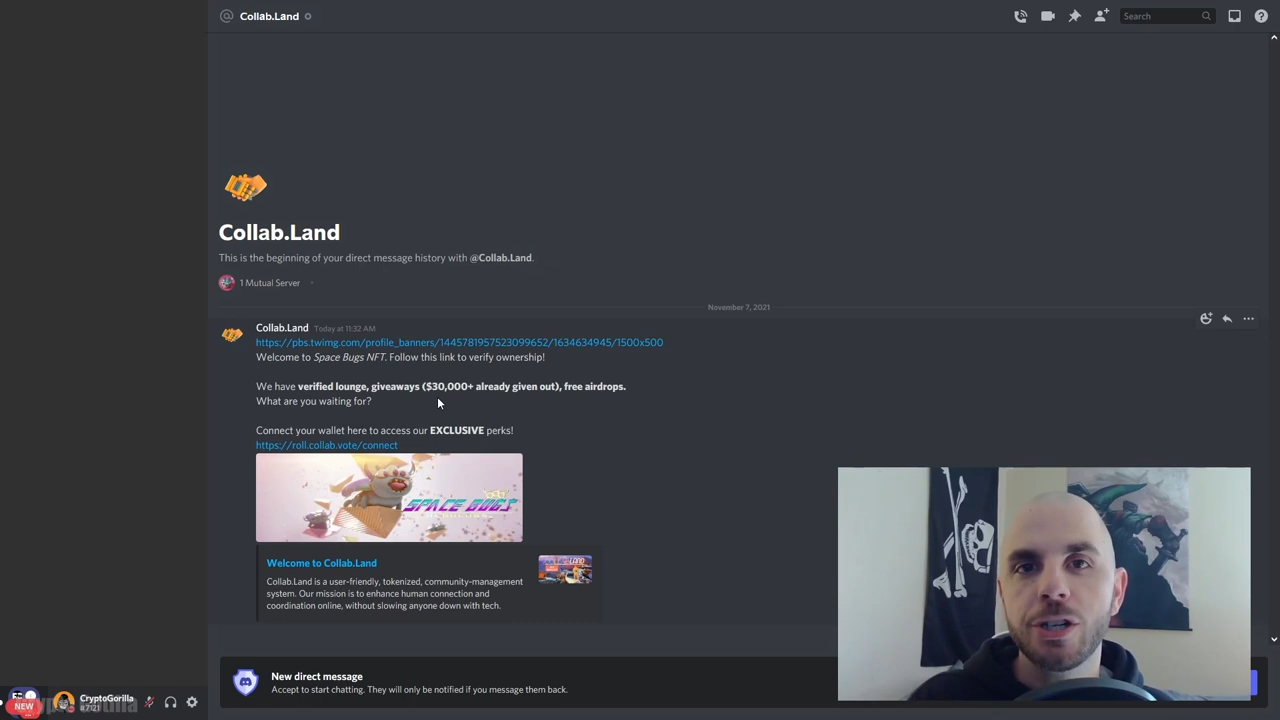 Collab.Land
Search
Collab.Land
This is the beginning of your direct message history with @Collab.Land.
1 Mutual Server
November 7, 2021
Collab.Land Today at 11:32 AM
https://pbs.twimg.com/profile_banners/1445781957523099652/1634634945/1500x500
Welcome to Space Bugs NFT. Follow this link to verify ownership!
We have verified lounge, giveaways ($30,000+ already given out), free airdrops.
What are you waiting for?
Connect your wallet here to access our EXCLUSIVE perks!
https://roll.collab.vote/connect
SPACE BUGS
Welcome to Collab.Land
Collab.Land is a user-friendly, tokenized, community-management
system. Our mission is to enhance human connection and
coordination online, without slowing anyone down with tech.
New direct message
Accept to start chatting. They will only be notified if you message them back.
CryptoGorilla
#7121
NEW